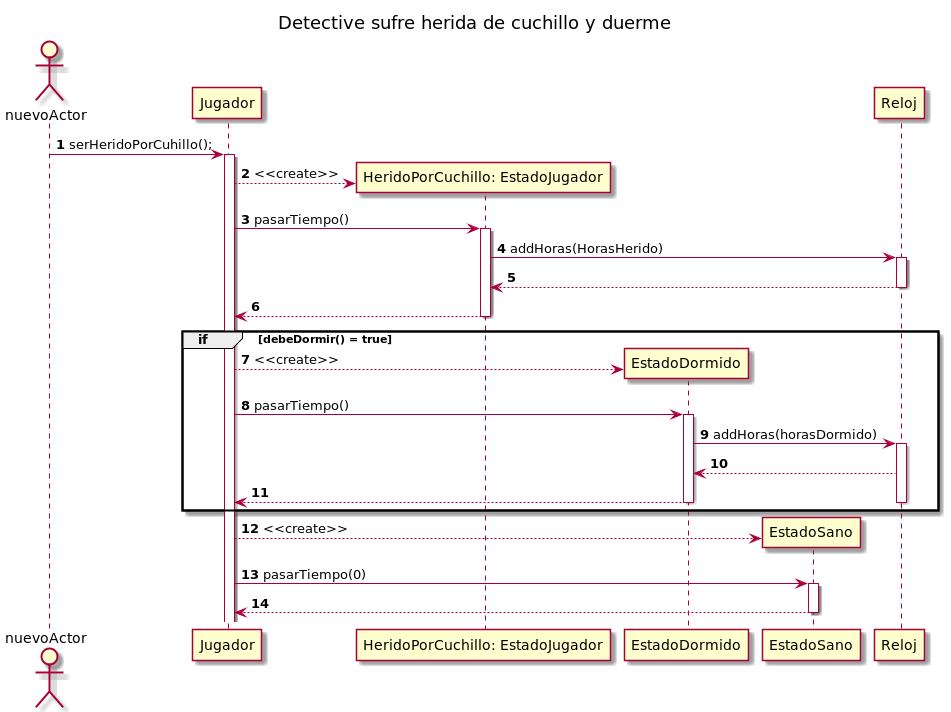 Detective sufre herida de cuchillo y duerme
nuevoActor
Jugador
Reloj
1 serHeridoPorCuhillo();
2 <<create>>
HeridoPorCuchillo: EstadoJugador
3 pasarTiempo()
4 addHoras(HorasHerido)
5
6
if [debeDormir() = true]
7 <<create>>
EstadoDormido
8 pasarTiempo()
9 addHoras(horasDormido)
10
11
12 <<create>>
EstadoSano
13 pasarTiempo(0)
14
nuevoActor
Jugador
HeridoPorCuchillo: EstadoJugador
EstadoDormido
EstadoSano
Reloj